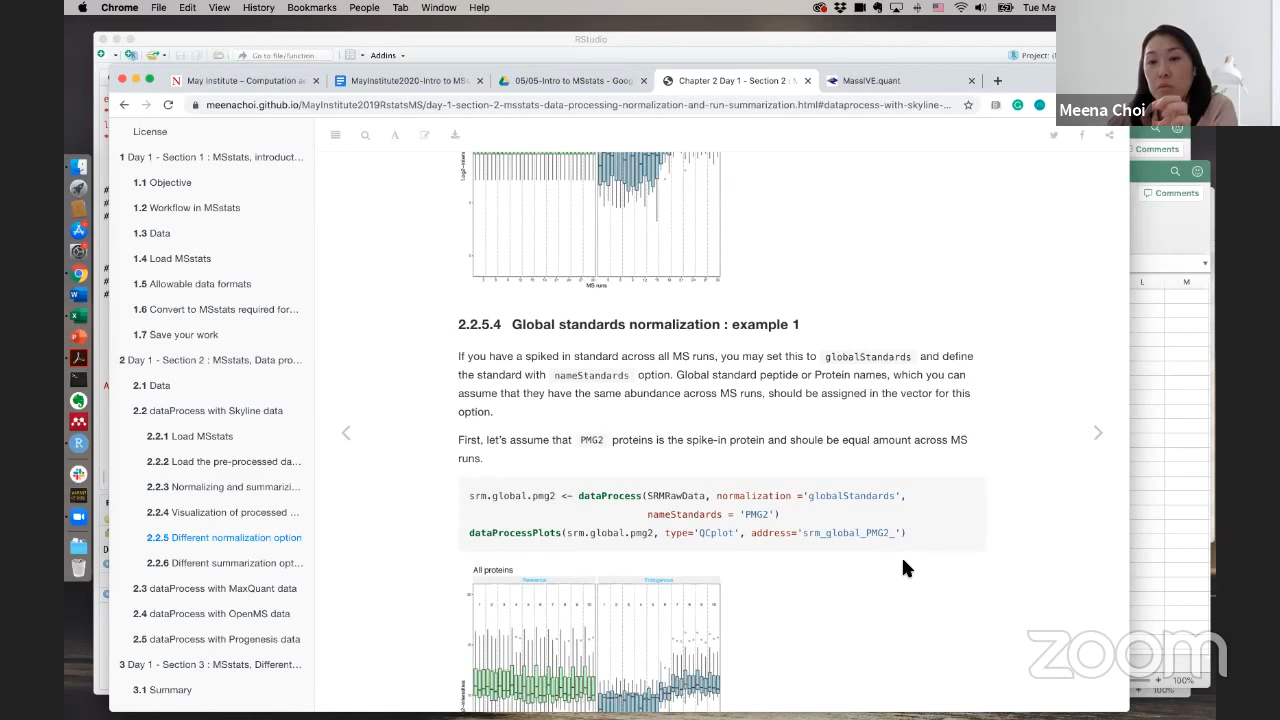 Chrome File Edit View History Bookmarks People Tab Window Help
Tue Ma
RStudio
Go to file/function
Addins
Project: (
May Institute – Computation a
MayInstitute2020-Intro to MS
05/05-Intro to MSstats - Goog
Chapter 2 Day 1 - Section 2 : M
MassIVE.quant
meenachoi.github.io/MayInstitute2019RstatsMS/day-1-section-2-msstats-data-processing-normalization-and-run-summarization.html#dataprocess-with-skyline-...
Meena Choi
Comments
Comments
License
1 Day 1 - Section 1 : MSstats, introduct...
1.1 Objective
1.2 Workflow in MSstats
1.3 Data
1.4 Load MSstats
1.5 Allowable data formats
1.6 Convert to MSstats required for...
1.7 Save your work
2 Day 1 - Section 2 : MSstats, Data pro...
2.1 Data
2.2 dataProcess with Skyline data
2.2.1 Load MSstats
2.2.2 Load the pre-processed da...
2.2.3 Normalizing and summarizi...
2.2.4 Visualization of processed ...
2.2.5 Different normalization option
2.2.6 Different summarization opt...
2.3 dataProcess with MaxQuant data
2.4 dataProcess with OpenMS data
2.5 dataProcess with Progenesis data
3 Day 1 - Section 3 : MSstats, Different...
3.1 Summary
MS runs
2.2.5.4 Global standards normalization : example 1
If you have a spiked in standard across all MS runs, you may set this to globalStandards and define
the standard with nameStandards option. Global standard peptide or Protein names, which you can
assume that they have the same abundance across MS runs, should be assigned in the vector for this
option.
First, let's assume that PMG2 proteins is the spike-in protein and shoule be equal amount across MS
runs.
srm.global.pmg2 <- dataProcess(SRMRawData, normalization ='globalStandards',
nameStandards = 'PMG2')
dataProcessPlots(srm.global.pmg2, type='QCplot', address='srm_global_PMG2_')
All proteins
Reference
Endogenous
L M
zoom
100%
100%